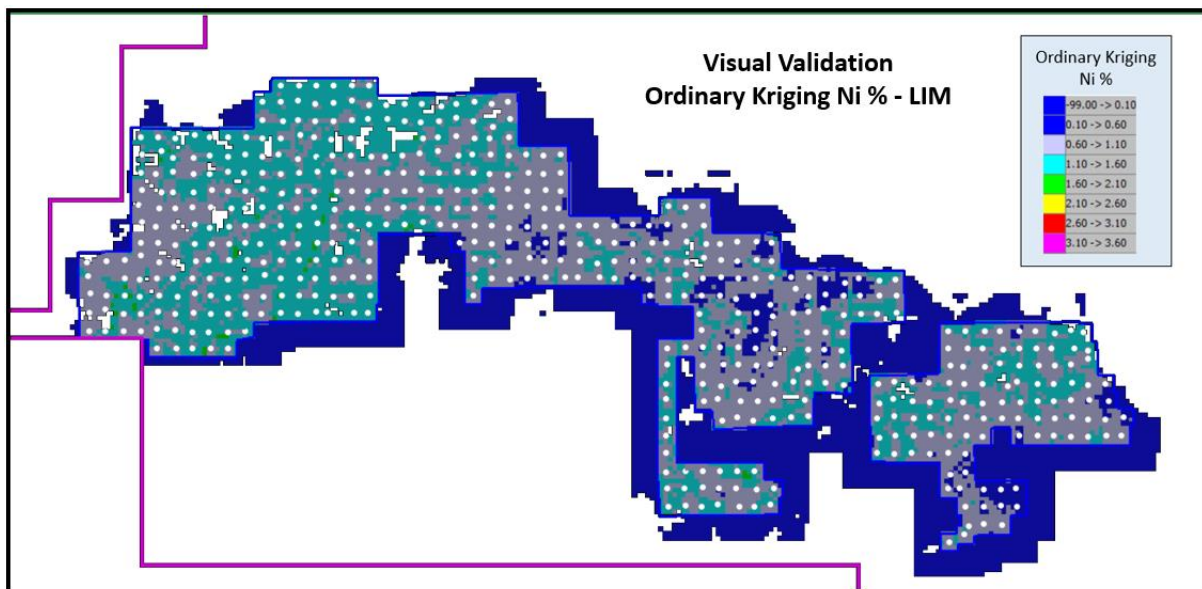 Visual Validation
Ordinary Kriging Ni % - LIM
Ordinary Kriging
Ni %
-99.00 -> 0.10
0.10 -> 0.60
0.60 -> 1.10
1.10 -> 1.60
1.60 -> 2.10
2.10 -> 2.60
2.60 -> 3.10
3.10 -> 3.60